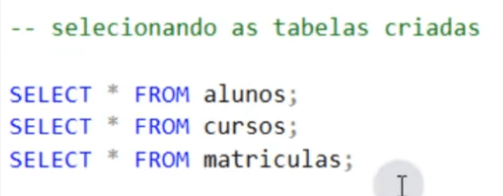 -- selecionando as tabelas criadas
SELECT * FROM alunos;
SELECT * FROM cursos;
SELECT * FROM matriculas;